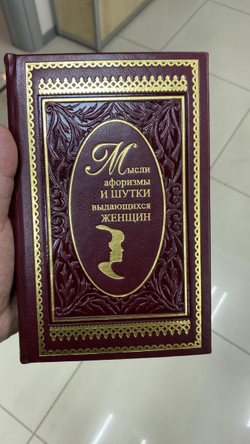 Мысли
афоризмы
И ШУТКИ
выдающихся
ЖЕНЩИН